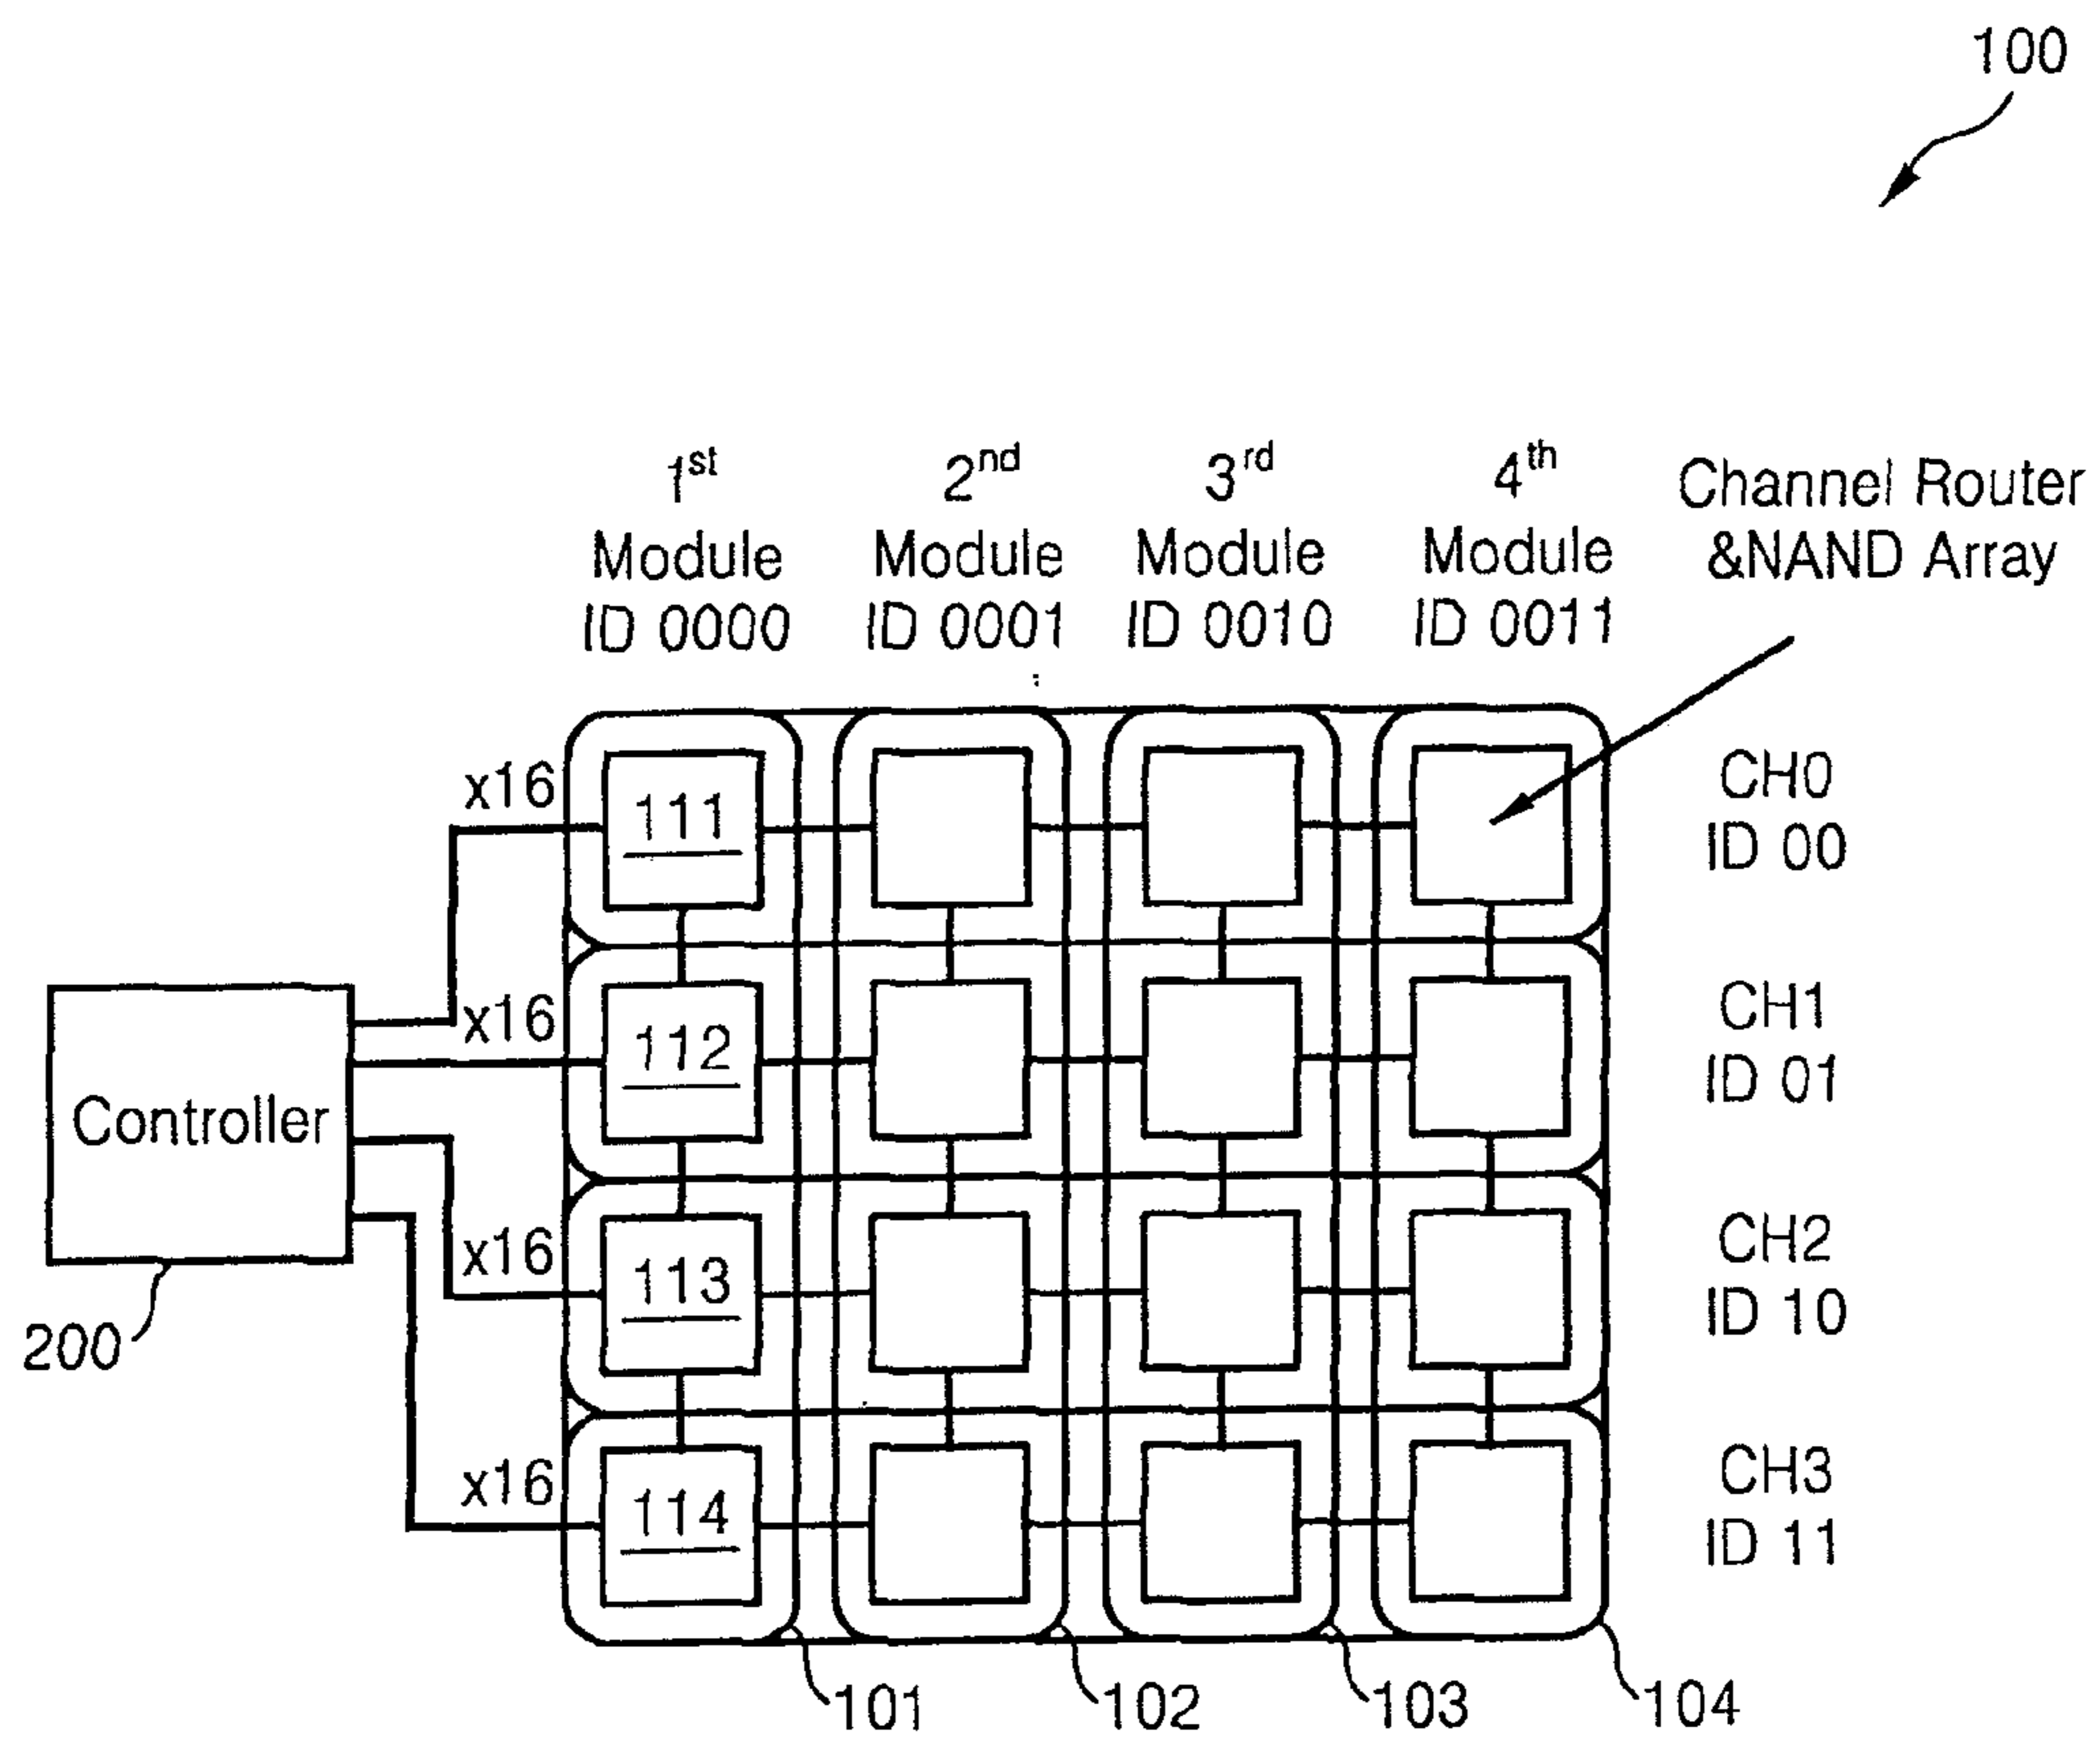 100
1st
Module
ID 0000
2nd
Module
ID 0001
3rd
Module
ID 0010
4th
Module
ID 0011
Channel Router
&NAND Array
x16
111
CH0
ID 00
x16
112
CH1
ID 01
Controller
200
x16
113
CH2
ID 10
x16
114
CH3
ID 11
101
102
103
104